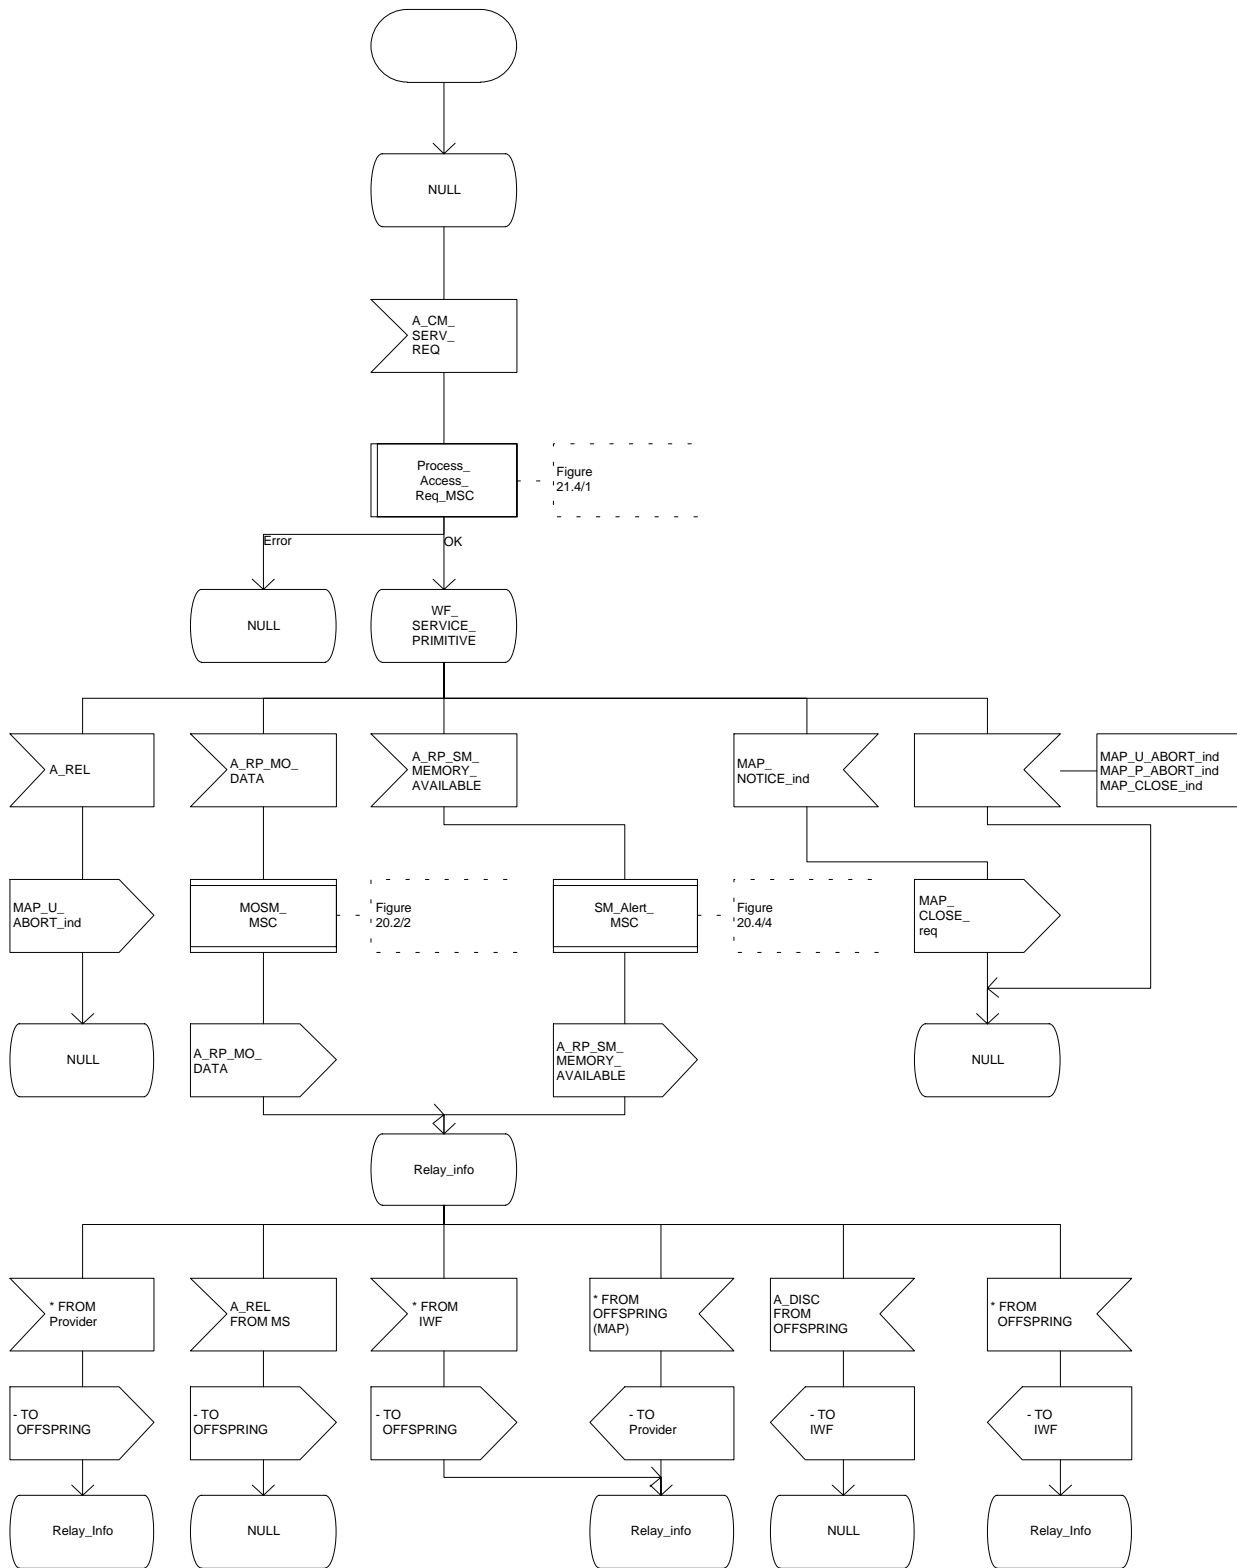 NULL
A_CM_
SERV_
REQ
Process_
Access_
Req_MSC
Figure
21.4/1
Error
OK
NULL
WF_
SERVICE_
PRIMITIVE
A_REL
A_RP_MO_
DATA
A_RP_SM_
MEMORY_
AVAILABLE
MAP_
NOTICE_ind
MAP_U_ABORT_ind
MAP_P_ABORT_ind
MAP_CLOSE_ind
MAP_U_
ABORT_ind
MOSM_
MSC
Figure
20.2/2
SM_Alert_
MSC
Figure
20.4/4
MAP_
CLOSE_
req
NULL
A_RP_MO_
DATA
A_RP_SM_
MEMORY_
AVAILABLE
NULL
Relay_info
* FROM
Provider
A_REL
FROM MS
* FROM
IWF
* FROM
OFFSPRING
(MAP)
A_DISC
FROM
OFFSPRING
* FROM
OFFSPRING
- TO
OFFSPRING
- TO
OFFSPRING
- TO
OFFSPRING
- TO
Provider
- TO
IWF
- TO
IWF
Relay_Info
NULL
Relay_info
NULL
Relay_Info